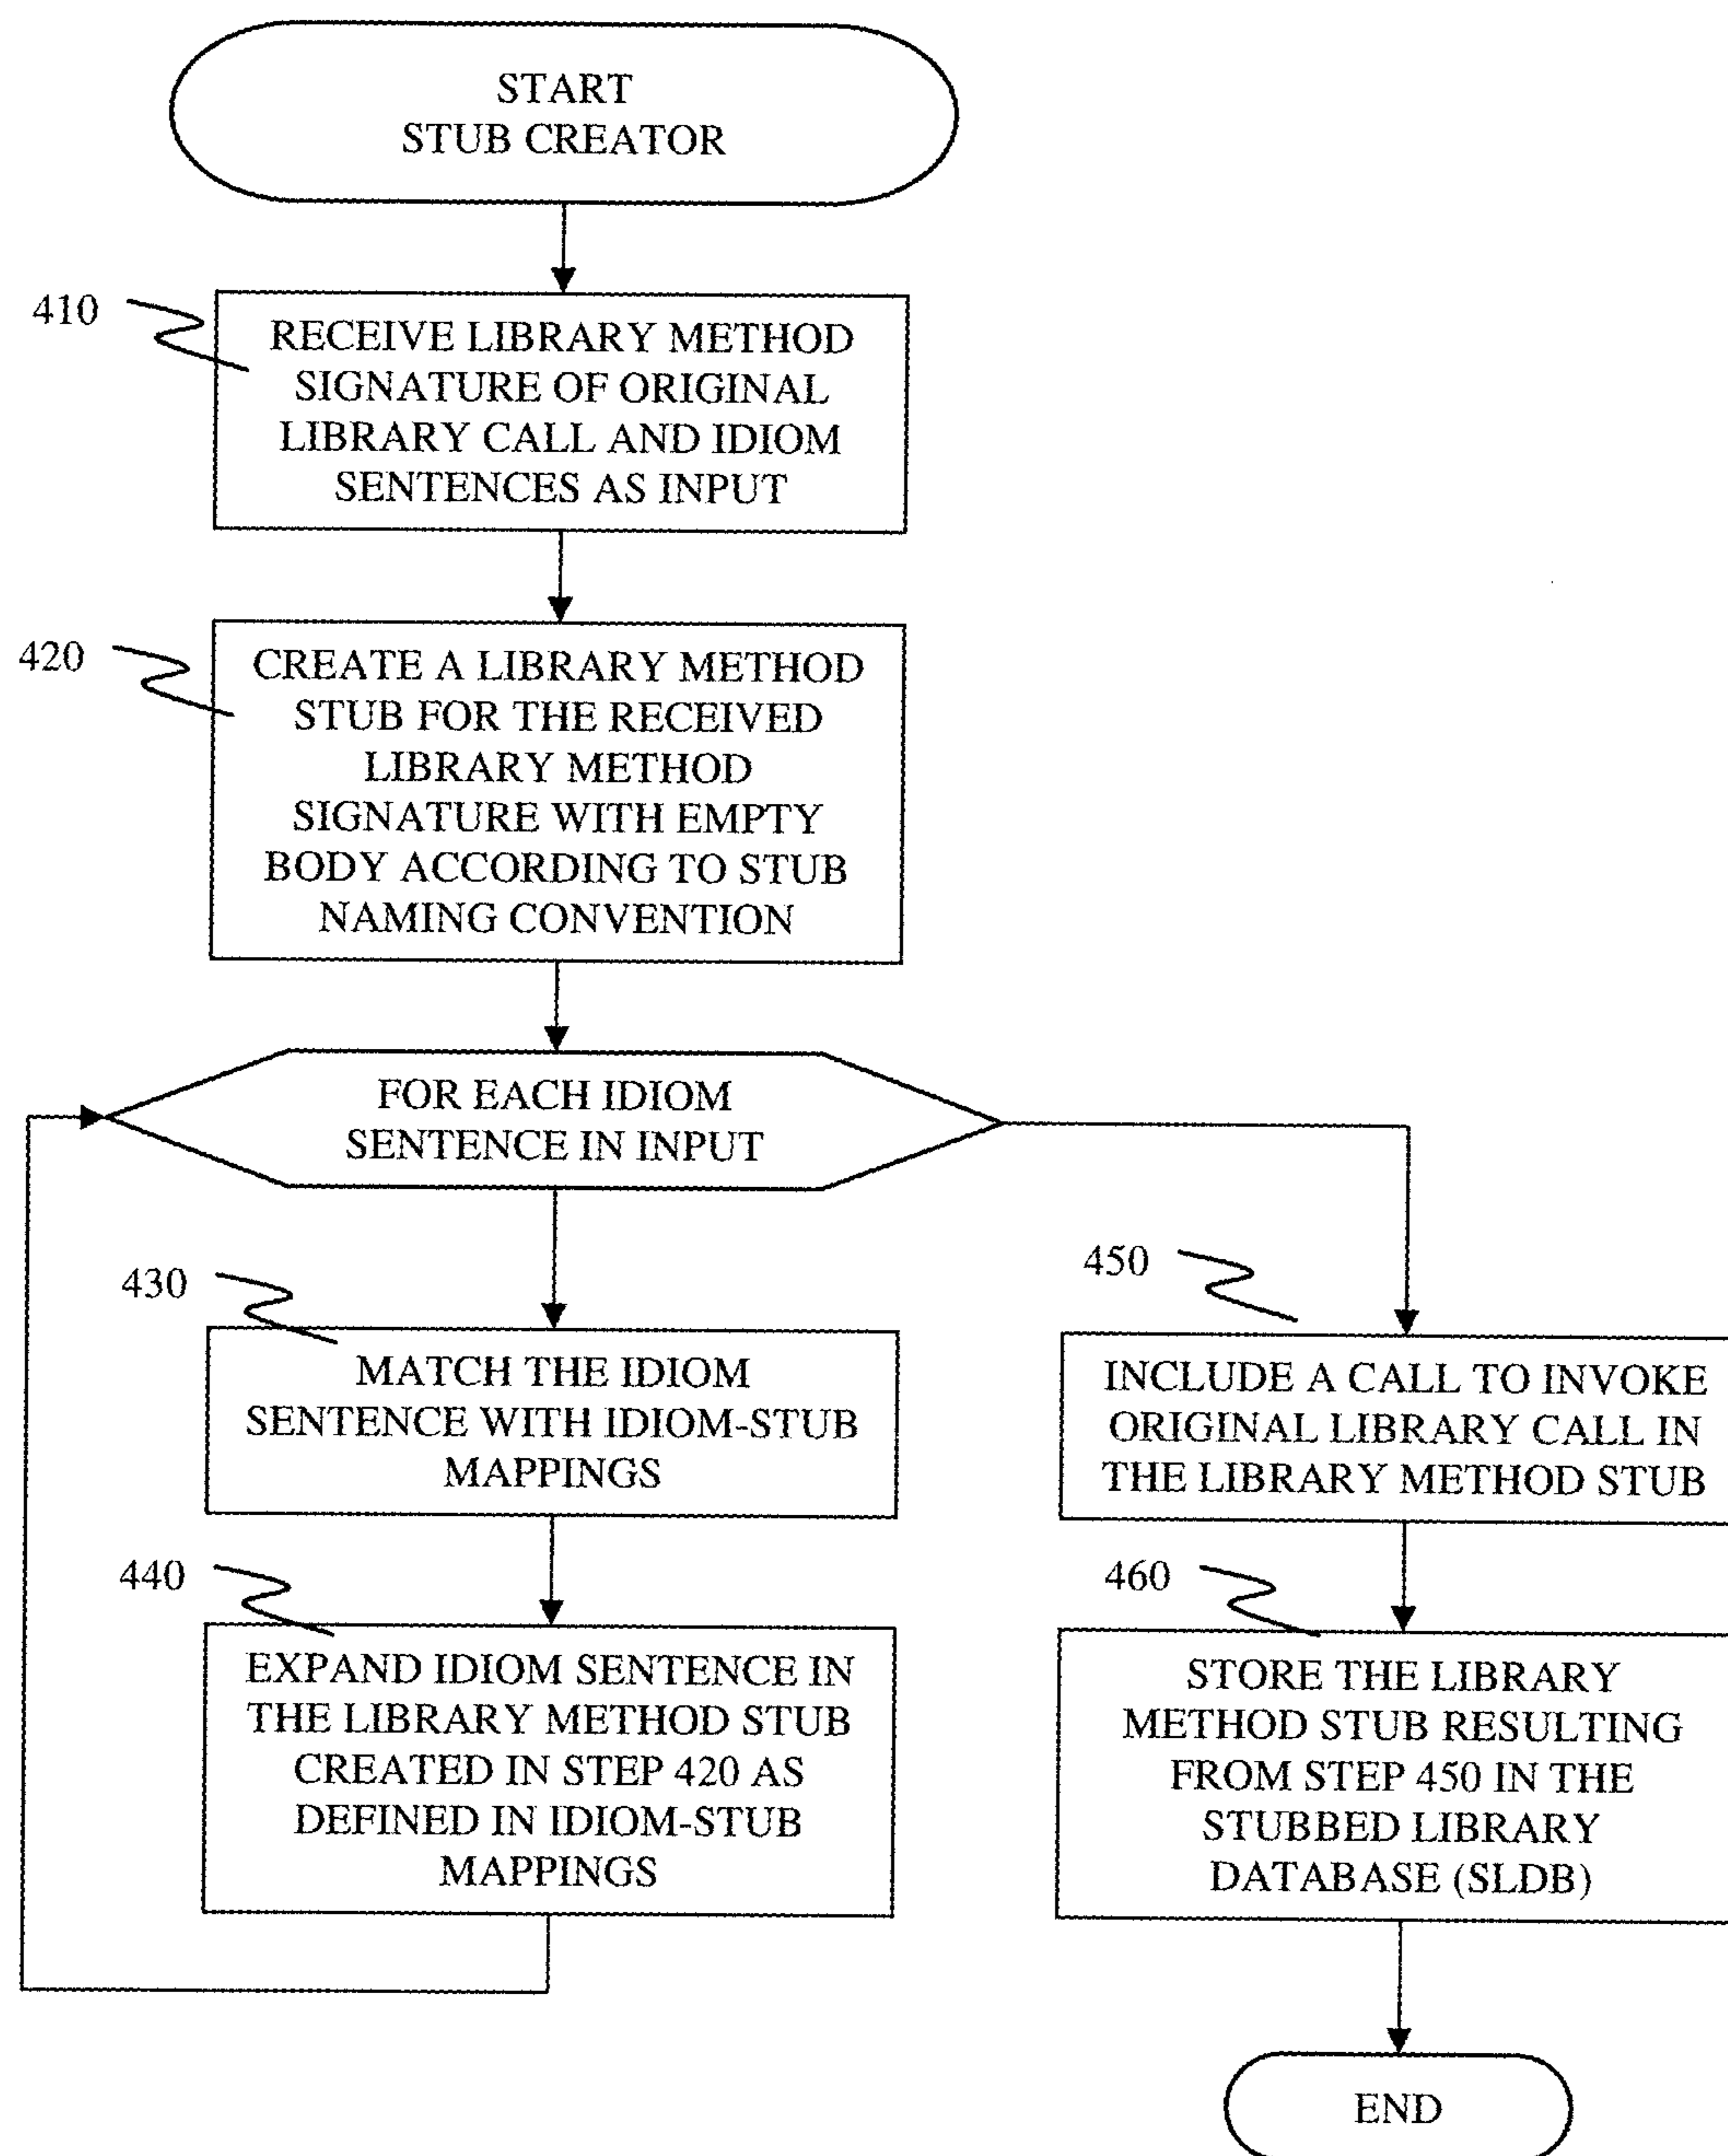 START
STUB CREATOR
410
RECEIVE LIBRARY METHOD
SIGNATURE OF ORIGINAL
LIBRARY CALL AND IDIOM
SENTENCES AS INPUT
420
CREATE A LIBRARY METHOD
STUB FOR THE RECEIVED
LIBRARY METHOD
SIGNATURE WITH EMPTY
BODY ACCORDING TO STUB
NAMING CONVENTION
FOR EACH IDIOM
SENTENCE IN INPUT
430
MATCH THE IDIOM
SENTENCE WITH IDIOM-STUB
MAPPINGS
440
EXPAND IDIOM SENTENCE IN
THE LIBRARY METHOD STUB
CREATED IN STEP 420 AS
DEFINED IN IDIOM-STUB
MAPPINGS
450
INCLUDE A CALL TO INVOKE
ORIGINAL LIBRARY CALL IN
THE LIBRARY METHOD STUB
460
STORE THE LIBRARY
METHOD STUB RESULTING
FROM STEP 450 IN THE
STUBBED LIBRARY
DATABASE (SLDB)
END